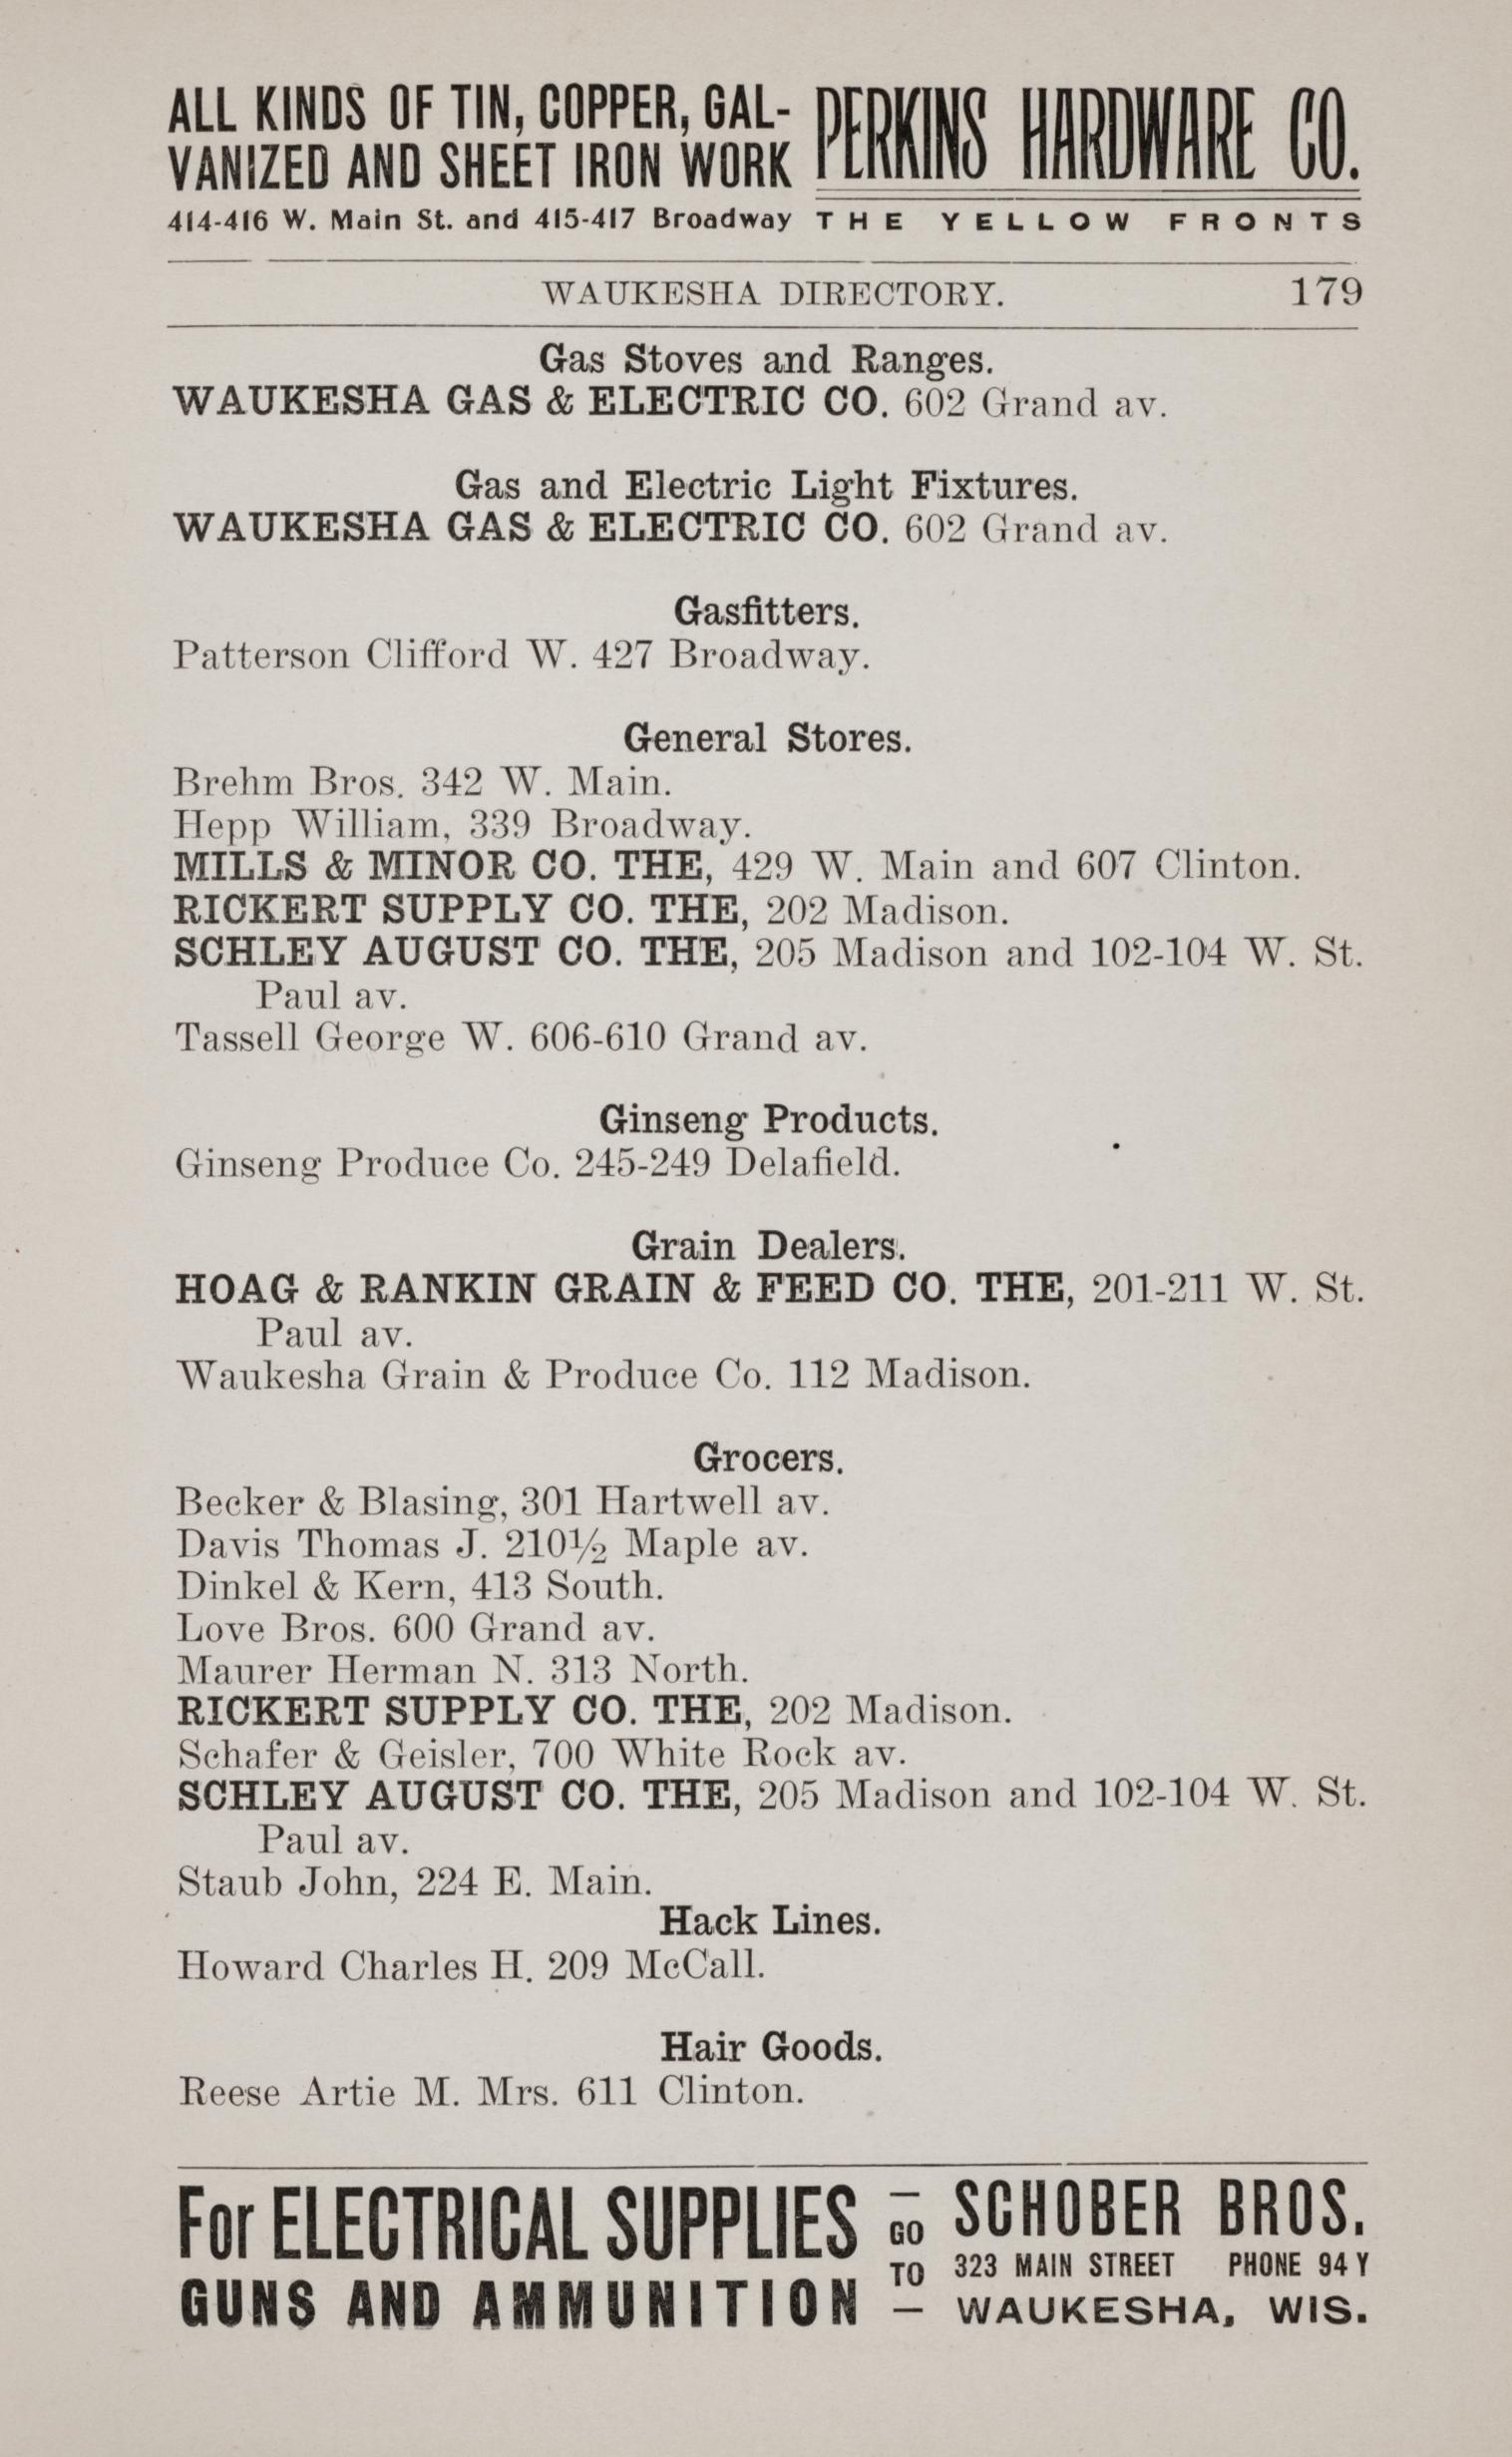 ALL KINDS OF TIN, COPPER, GAL-
VANIZED AND SHEET IRON WORK
414-416 W. Main St. and 415-417 Broadway
PERKINS HARDWARE CO.
THE YELLOW FRONTS
WAUKESHA DIRECTORY. 179
Gas Stoves and Ranges.
WAUKESHA GAS & ELECTRIC CO. 602 Grand av.
Gas and Electric Light Fixtures.
WAUKESHA GAS & ELECTRIC CO. 602 Grand av.
Gasfitters.
Patterson Clifford W. 427 Broadway.
General Stores.
Brehm Bros. 342 W. Main.
Hepp William, 339 Broadway.
MILLS & MINOR CO. THE, 429 W. Main and 607 Clinton.
RICKERT SUPPLY CO. THE, 202 Madison.
SCHLEY AUGUST CO. THE, 205 Madison and 102-104 W. St.
Paul av.
Tassell George W. 606-610 Grand av.
Ginseng Products.
Ginseng Produce Co. 245-249 Delafield.
Grain Dealers.
HOAG & RANKIN GRAIN & FEED CO. THE, 201-211 W. St.
Paul av.
Waukesha Grain & Produce Co. 112 Madison.
Grocers.
Becker & Blasing, 301 Hartwell av.
Davis Thomas J. 210½ Maple av.
Dinkel & Kern, 413 South.
Love Bros. 600 Grand av.
Maurer Herman N. 313 North.
RICKERT SUPPLY CO. THE, 202 Madison.
Schafer & Geisler, 700 White Rock av.
SCHLEY AUGUST CO. THE, 205 Madison and 102-104 W. St.
Paul av.
Staub John, 224 E. Main.
Hack Lines.
Howard Charles H. 209 McCall.
Hair Goods.
Reese Artie M. Mrs. 611 Clinton.
For ELECTRICAL SUPPLIES
GUNS AND AMMUNITION
— GO
TO —
SCHOBER BROS.
323 MAIN STREET PHONE 94 Y
WAUKESHA, WIS.